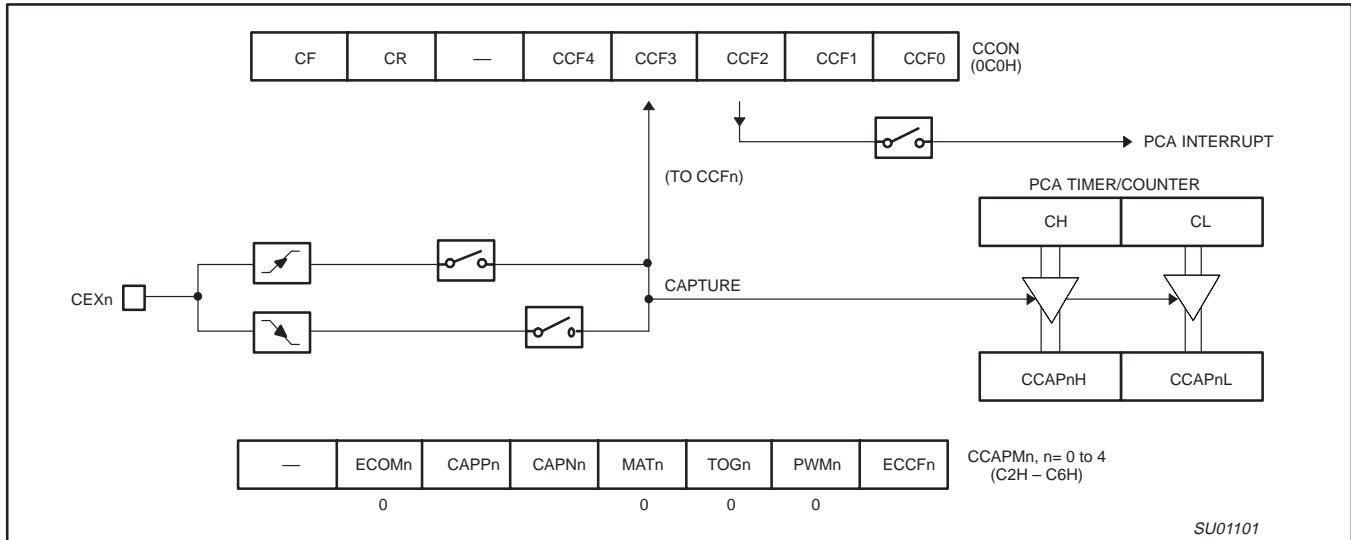 CF CR — CCF4 CCF3 CCF2 CCF1 CCF0
CCON
(0C0H)
PCA INTERRUPT
(TO CCFn)
PCA TIMER/COUNTER
CH CL
CEXn
CAPTURE
CCAPnH CCAPnL
— ECOMn CAPPn CAPNn MATn TOGn PWMn ECCFn
CCAPMn, n= 0 to 4
(C2H – C6H)
0 0 0 0
SU01101